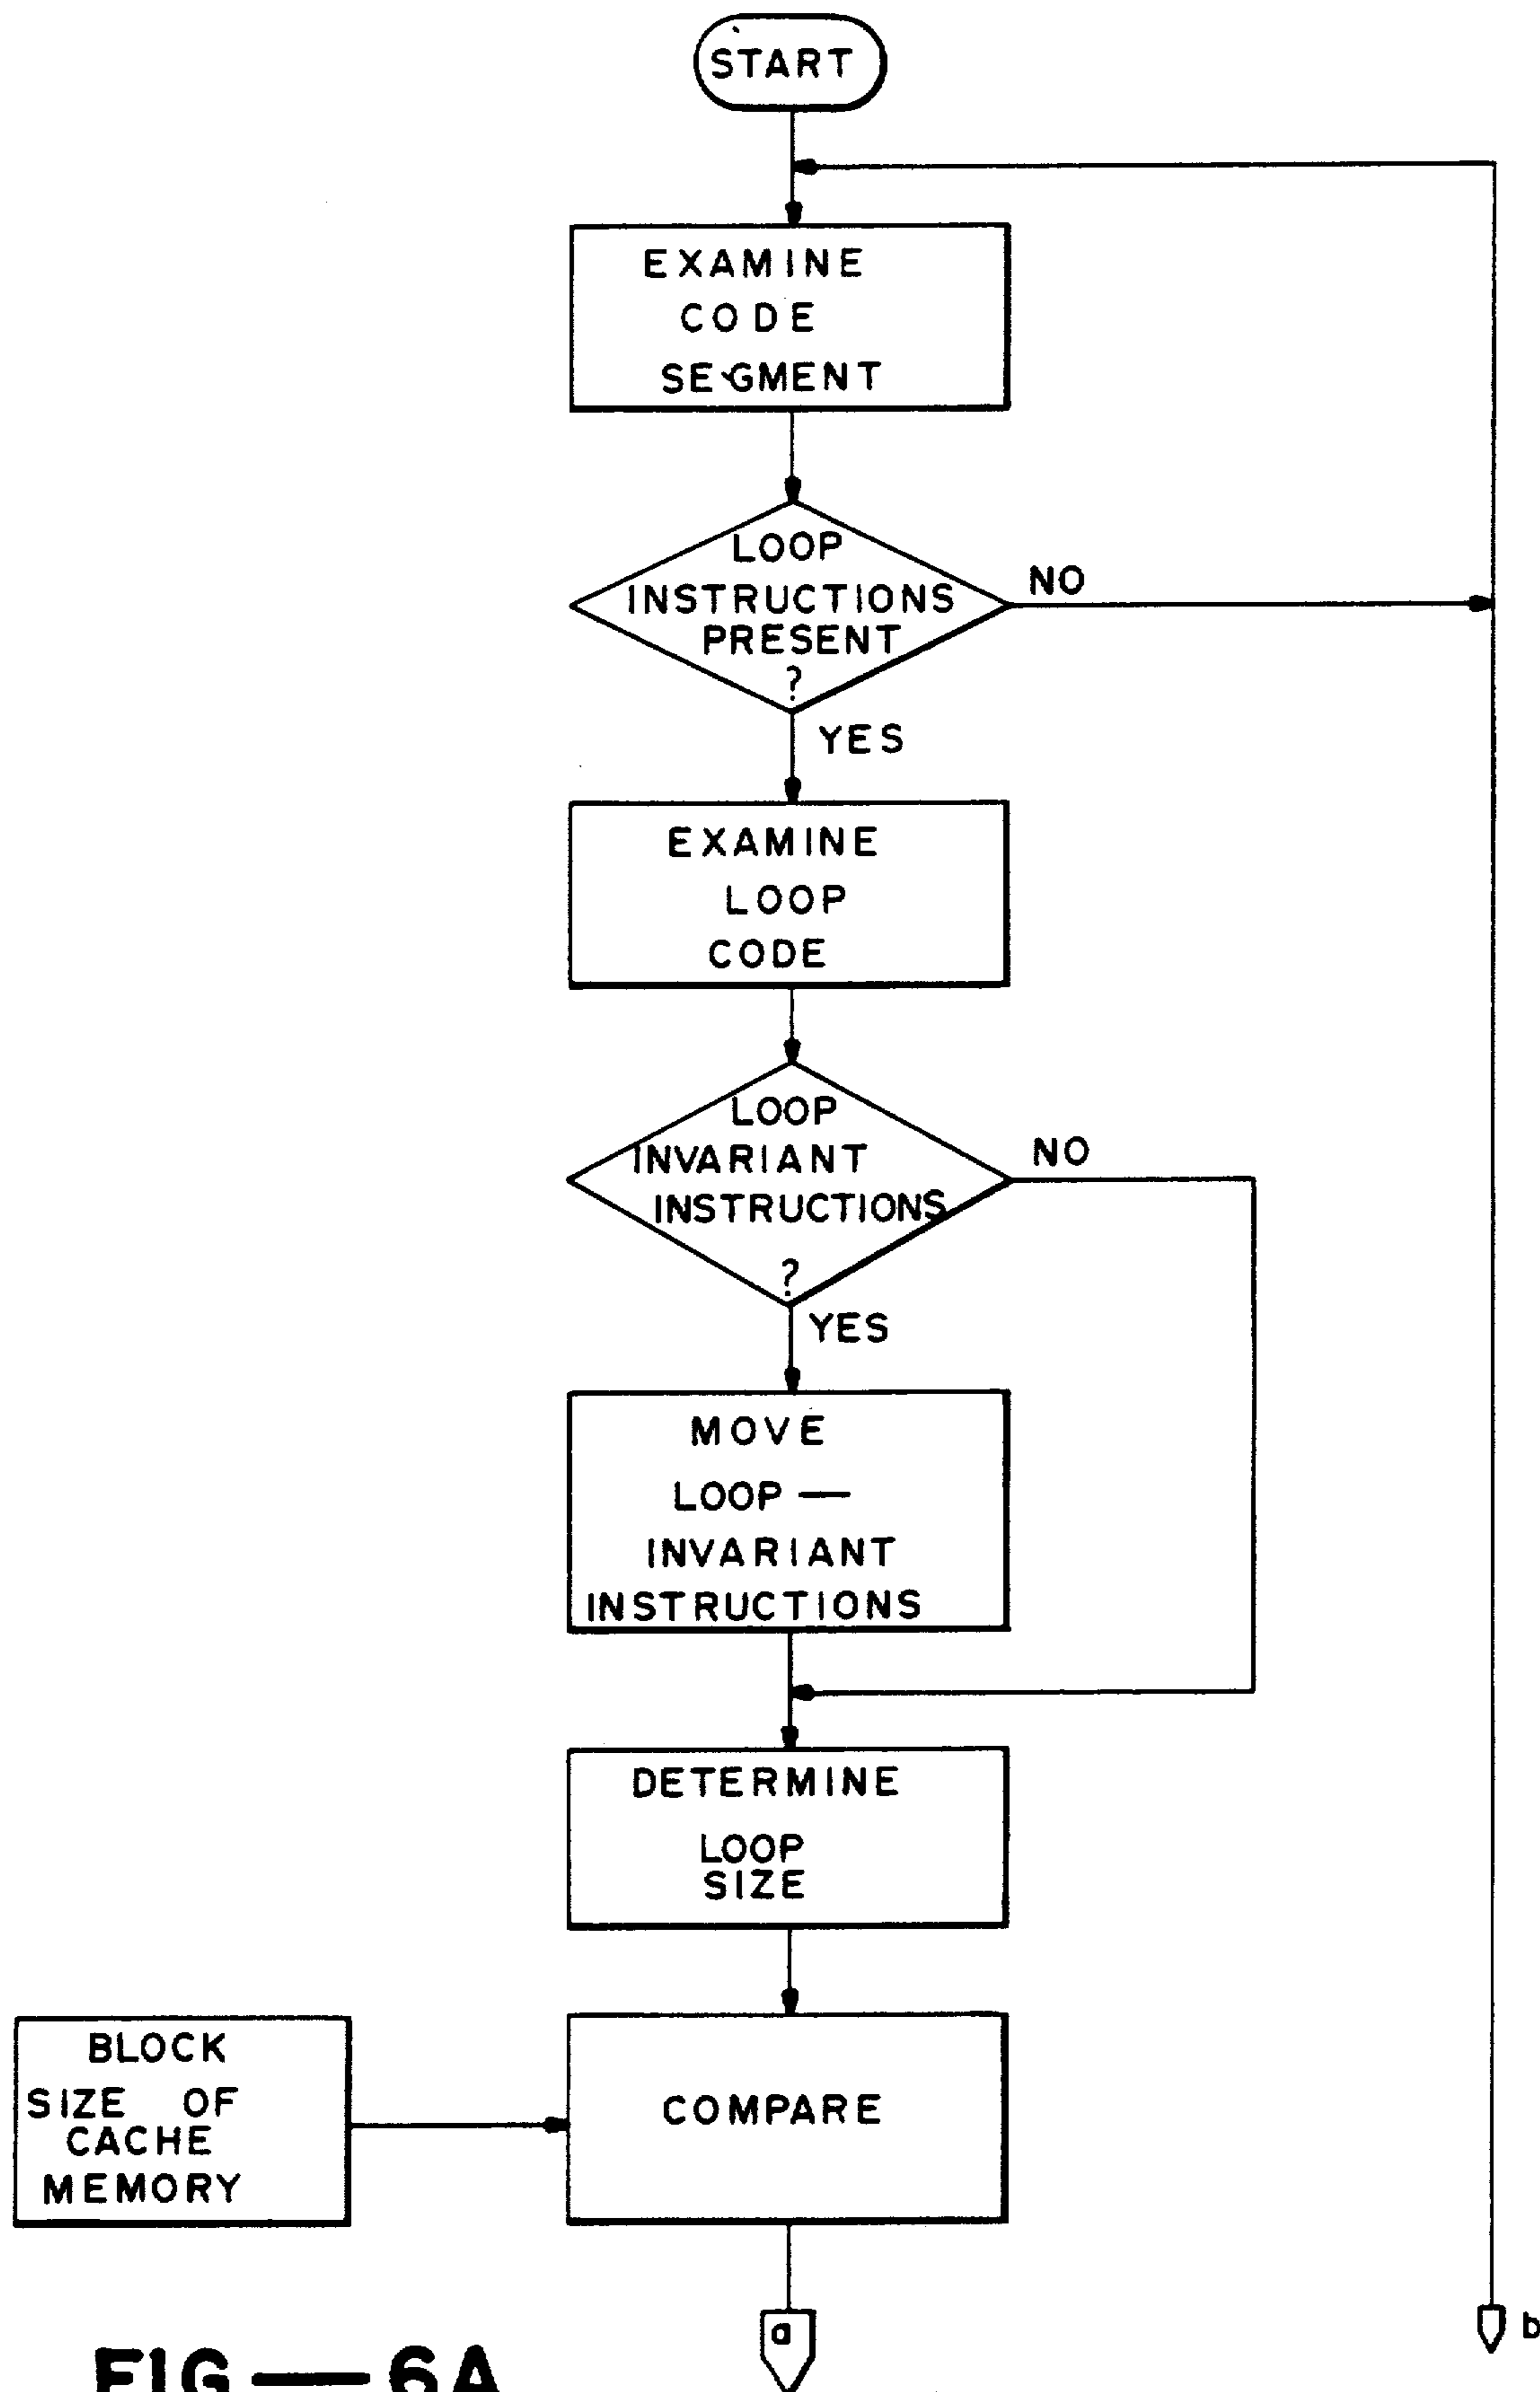 START
EXAMINE
CODE
SEGMENT
LOOP
INSTRUCTIONS
PRESENT
?
NO
YES
EXAMINE
LOOP
CODE
LOOP
INVARIANT
INSTRUCTIONS
?
NO
YES
MOVE
LOOP —
INVARIANT
INSTRUCTIONS
DETERMINE
LOOP
SIZE
BLOCK
SIZE OF
CACHE
MEMORY
COMPARE
a
b
FIG — 6A